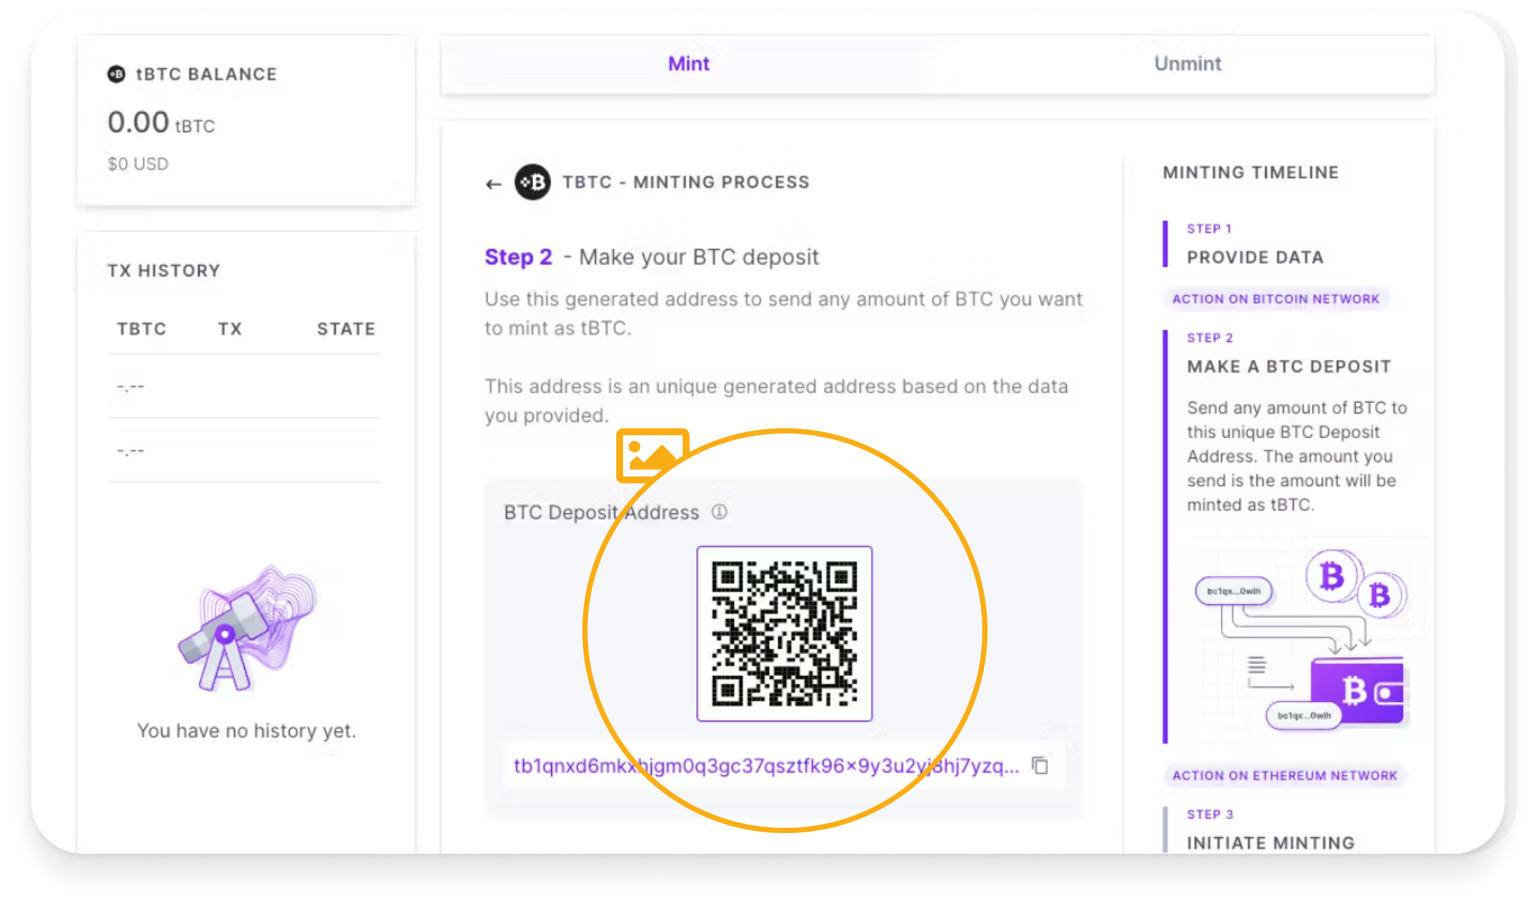 tBTC BALANCE
0.00 tBTC
$0 USD
TX HISTORY
TBTC TX STATE
-.--
-.--
You have no history yet.
Mint Unmint
TBTC - MINTING PROCESS
Step 2 - Make your BTC deposit
Use this generated address to send any amount of BTC you want
to mint as tBTC.
This address is an unique generated address based on the data
you provided.
BTC Deposit Address
tb1qnxd6mkxhjgm0q3gc37qsztfk96x9y3u2yj8hj7yzq...
MINTING TIMELINE
STEP 1
PROVIDE DATA
ACTION ON BITCOIN NETWORK
STEP 2
MAKE A BTC DEPOSIT
Send any amount of BTC to
this unique BTC Deposit
Address. The amount you
send is the amount will be
minted as tBTC.
bc1qx...0wlh
bc1qx...0wlh
ACTION ON ETHEREUM NETWORK
STEP 3
INITIATE MINTING